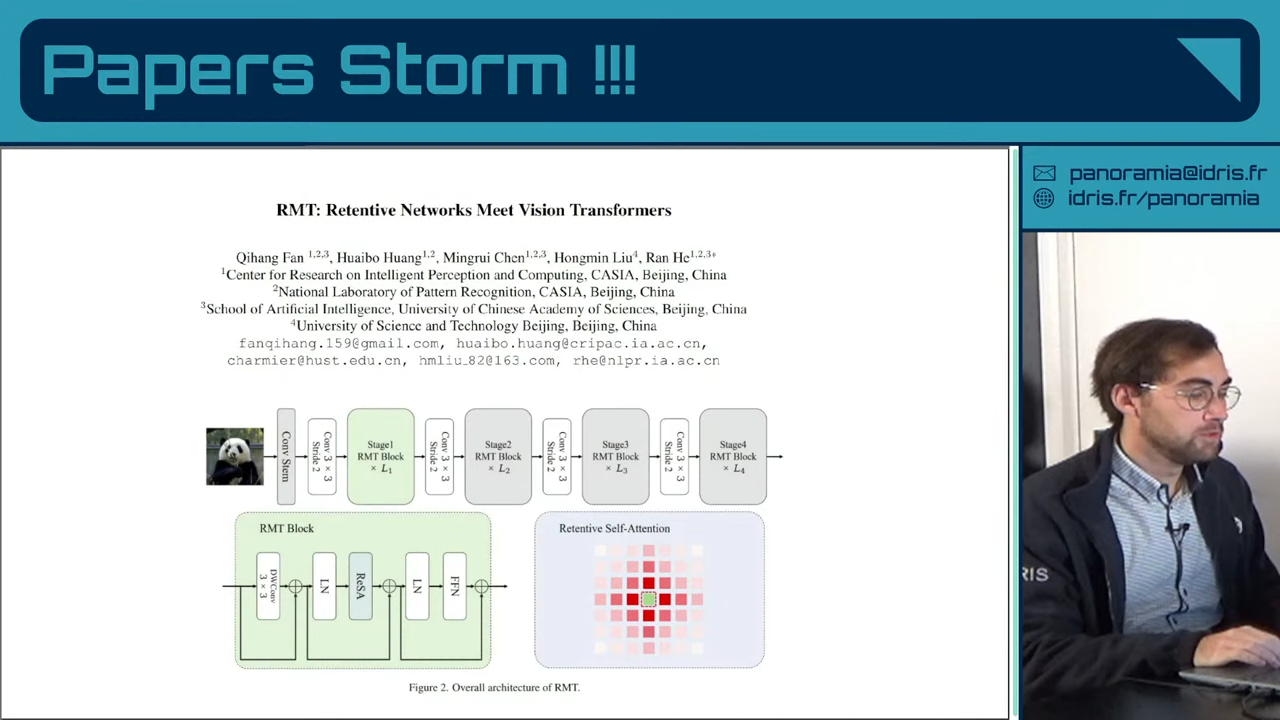 Papers Storm !!!
panoramia@idris.fr
idris.fr/panoramia
RMT: Retentive Networks Meet Vision Transformers
Qihang Fan 1,2,3, Huaibo Huang1,2, Mingrui Chen1,2,3, Hongmin Liu4, Ran He1,2,3*
1Center for Research on Intelligent Perception and Computing, CASIA, Beijing, China
2National Laboratory of Pattern Recognition, CASIA, Beijing, China
3School of Artificial Intelligence, University of Chinese Academy of Sciences, Beijing, China
4University of Science and Technology Beijing, Beijing, China
fanqihang.159@gmail.com, huaibo.huang@cripac.ia.ac.cn,
charmier@hust.edu.cn, hmliu_82@163.com, rhe@nlpr.ia.ac.cn
Conv Stem
Conv 3 × 3
Stride 2
Stage1
RMT Block
× L1
Conv 3 × 3
Stride 2
Stage2
RMT Block
× L2
Conv 3 × 3
Stride 2
Stage3
RMT Block
× L3
Conv 3 × 3
Stride 2
Stage4
RMT Block
× L4
RMT Block
DWConv
3 × 3
LN
ReSA
LN
FFN
Retentive Self-Attention
Figure 2. Overall architecture of RMT.
RIS